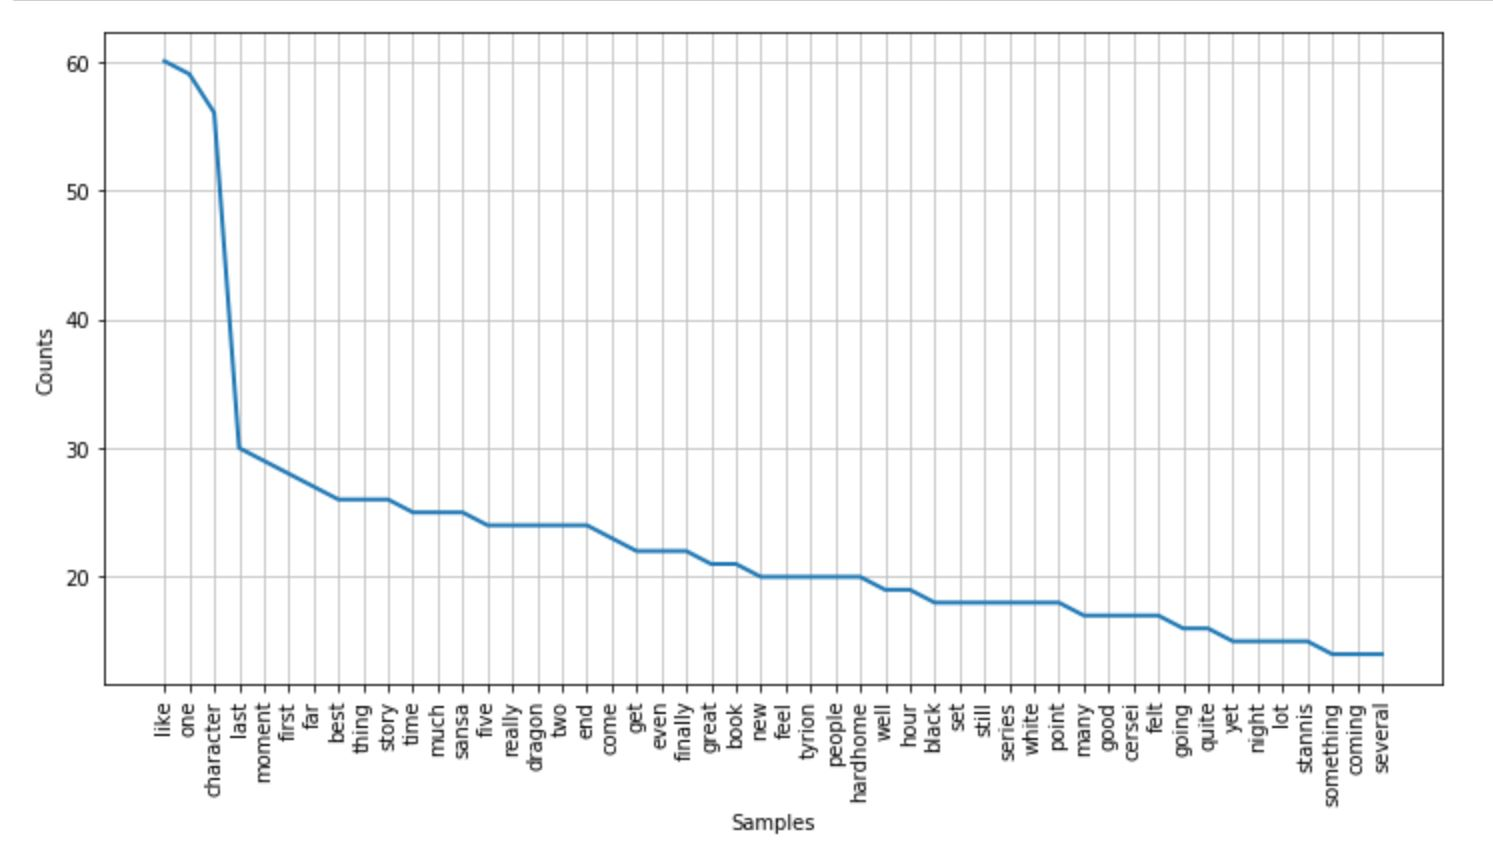 60
50
40
30
20
Counts
like
one
character
last
moment
first
far
best
thing
story
time
much
sansa
five
really
dragon
two
end
come
get
even
finally
great
book
new
feel
tyrion
people
hardhome
well
hour
black
set
still
series
white
point
many
good
cersei
felt
going
quite
yet
night
lot
stannis
something
coming
several
Samples